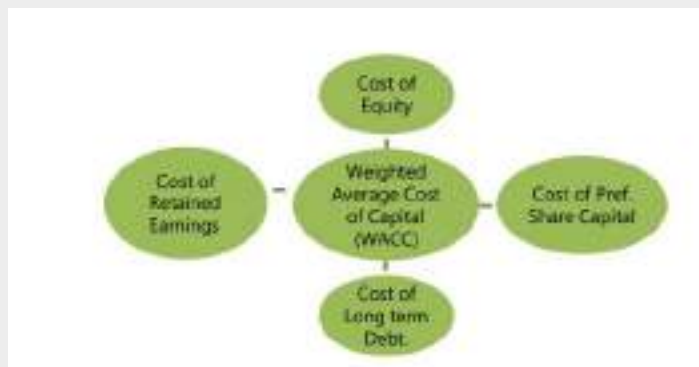 Cost of
Equity
Cost of
Retained
Earnings
Weighted
Average Cost
of Capital
(WACC)
Cost of Pref.
Share Capital
Cost of
Long term
Debt.